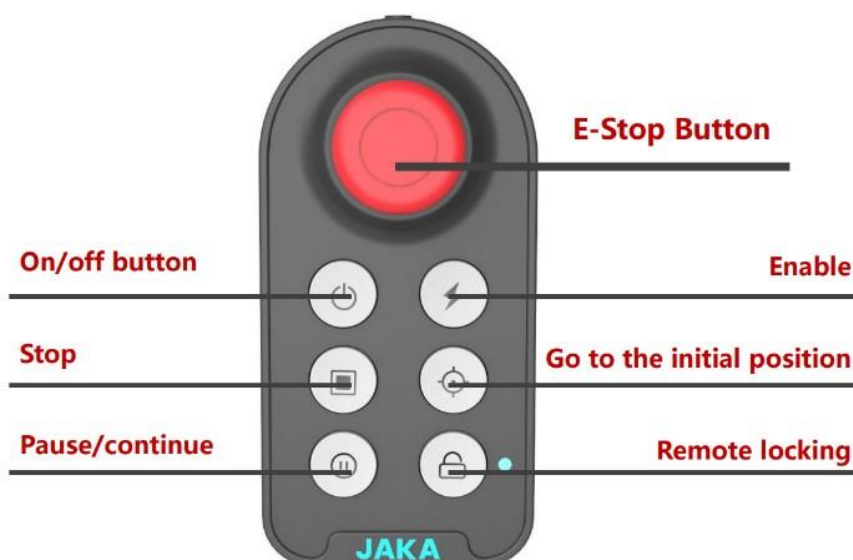 E-Stop Button
On/off button
Enable
Stop
Go to the initial position
Pause/continue
Remote locking
JAKA